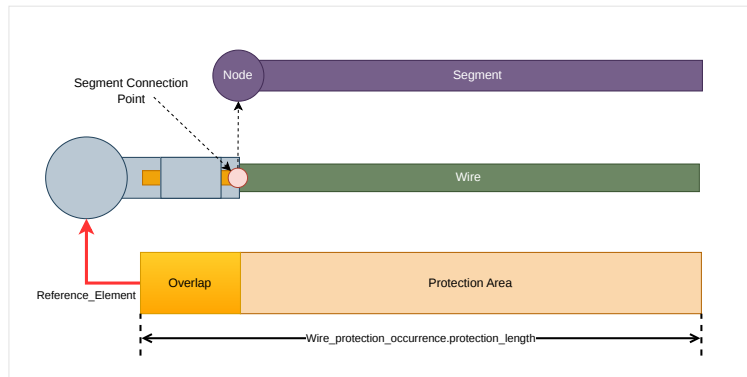 Node
Segment
Segment Connection
Point
Wire
Overlap
Protection Area
Reference_Element
Wire_protection_occurrence.protection_length